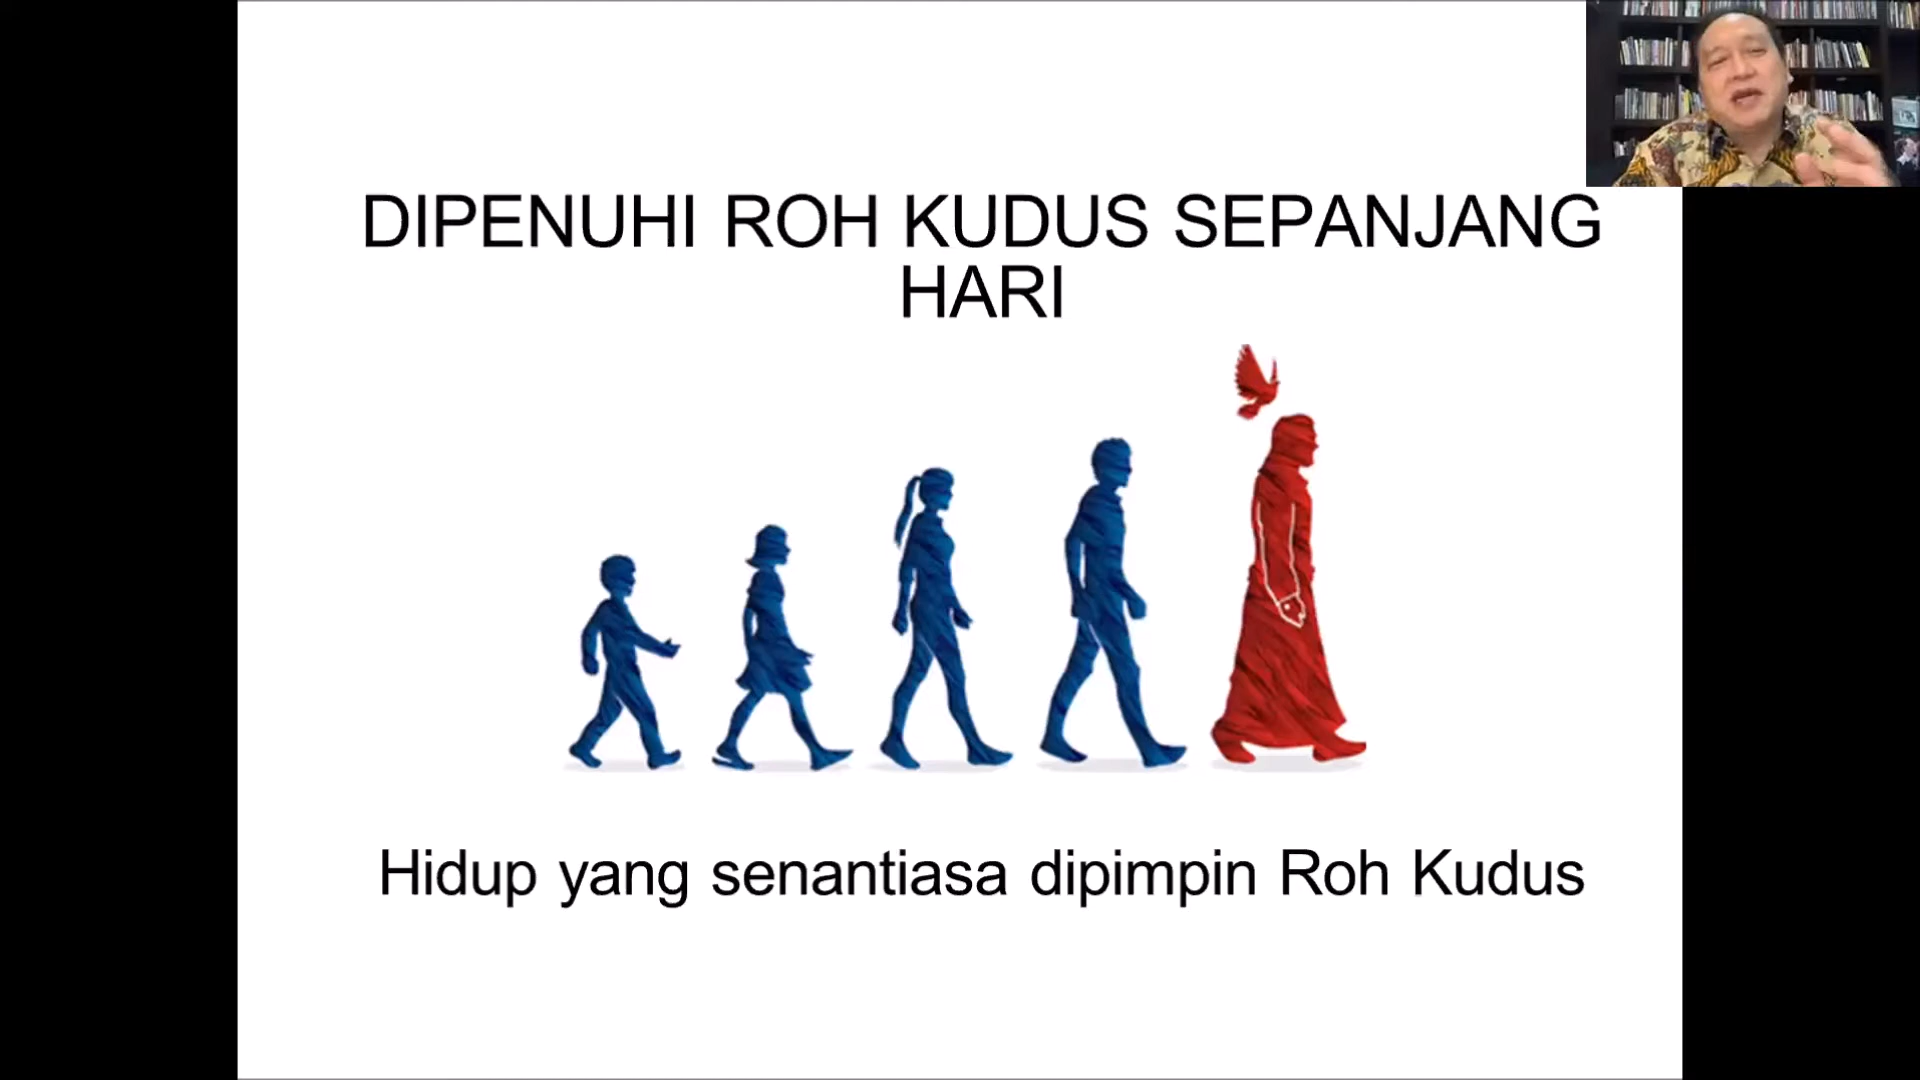 DIPENUHI ROH KUDUS SEPANJANG
HARI
Hidup yang senantiasa dipimpin Roh Kudus